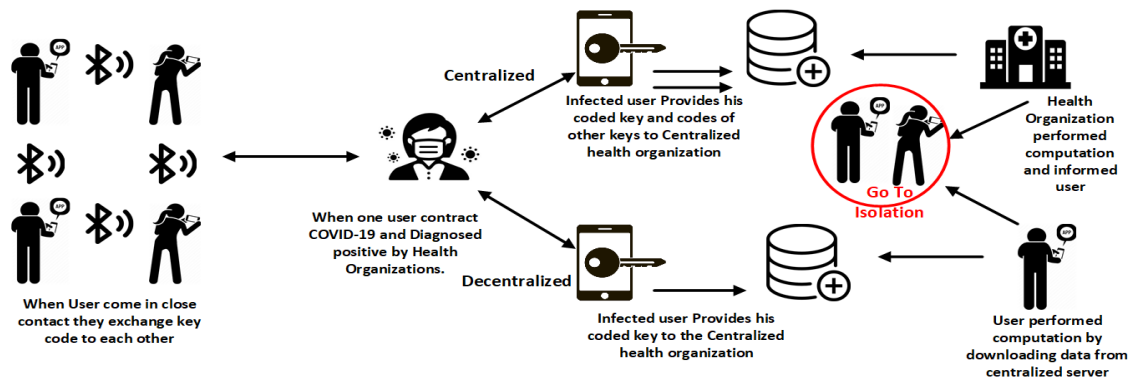 APP
APP
When User come in close
contact they exchange key
code to each other
When one user contract
COVID-19 and Diagnosed
positive by Health
Organizations.
Centralized
Infected user Provides his
coded key and codes of
other keys to Centralized
health organization
Decentralized
Infected user Provides his
coded key to the Centralized
health organization
APP
Go To
Isolation
Health
Organization
performed
computation
and informed
user
APP
User performed
computation by
downloading data from
centralized server